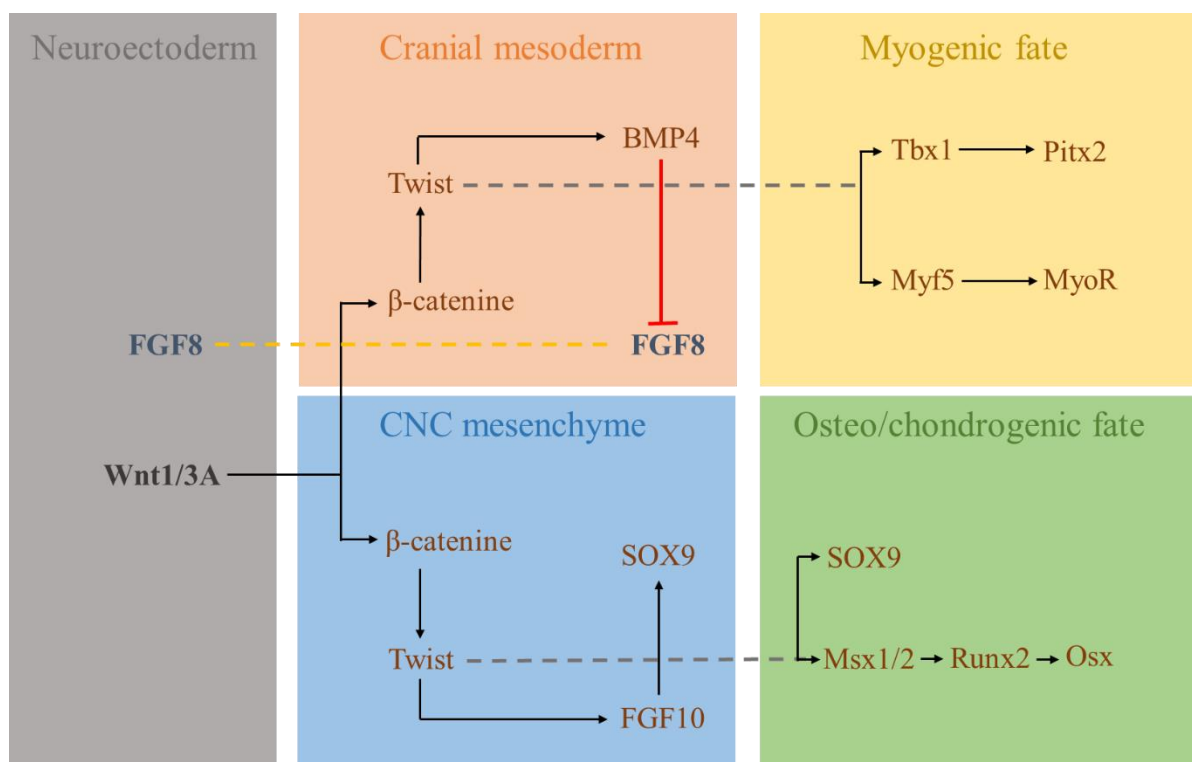 Neuroectoderm
FGF8
Wnt1/3A
Cranial mesoderm
BMP4
Twist
β-catenine
FGF8
Myogenic fate
Tbx1
Pitx2
Myf5
MyoR
CNC mesenchyme
β-catenine
SOX9
Twist
FGF10
Osteo/chondrogenic fate
SOX9
Msx1/2
Runx2
Osx